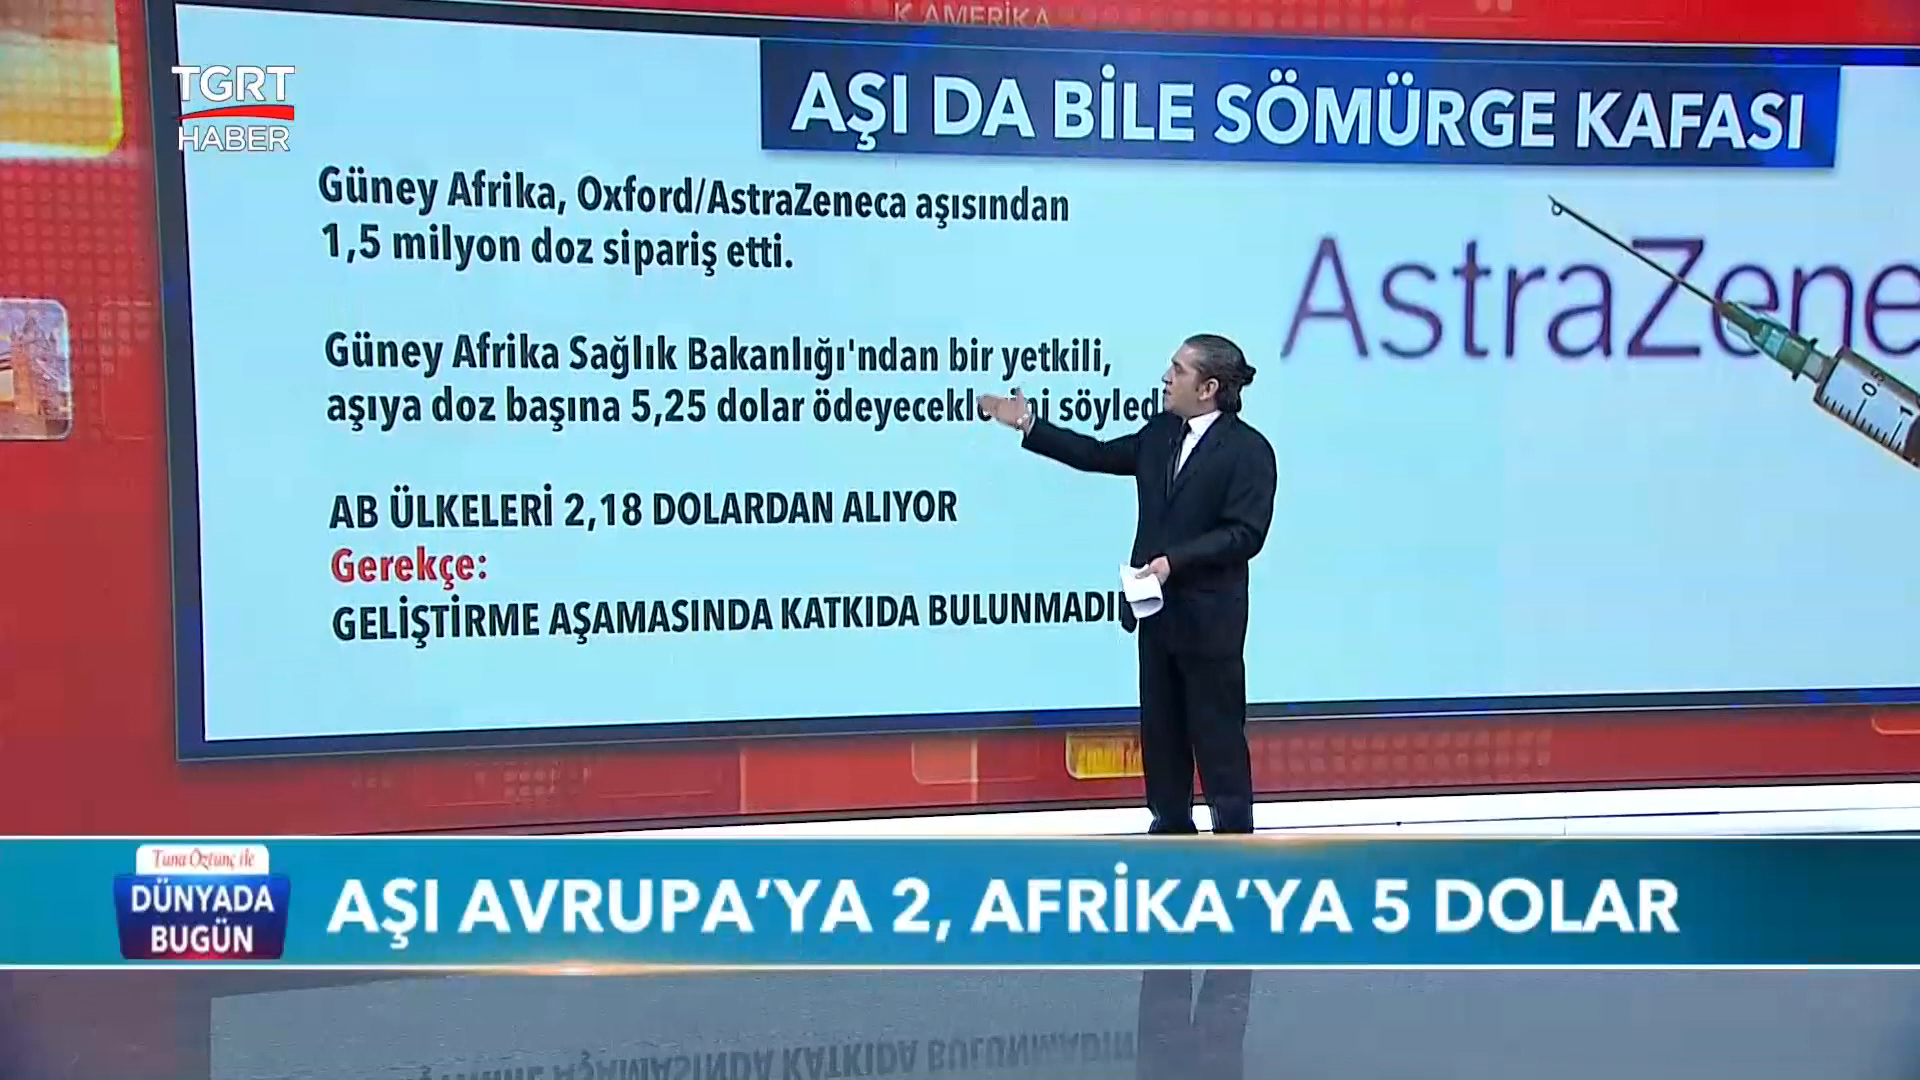 K AMERİKA
TGRT
HABER
AŞI DA BİLE SÖMÜRGE KAFASI
Güney Afrika, Oxford/AstraZeneca aşısından
1,5 milyon doz sipariş etti.
AstraZene
Güney Afrika Sağlık Bakanlığı'ndan bir yetkili,
aşıya doz başına 5,25 dolar
AB ÜLKELERİ 2,18 DOLARDAN ALIYOR
Gerekçe:
GELİŞTİRME AŞAMASINDA KATKIDA
Tuna Öztunç ile
DÜNYADA
BUGÜN
AŞI AVRUPA'YA 2, AFRİKA'YA 5 DOLAR